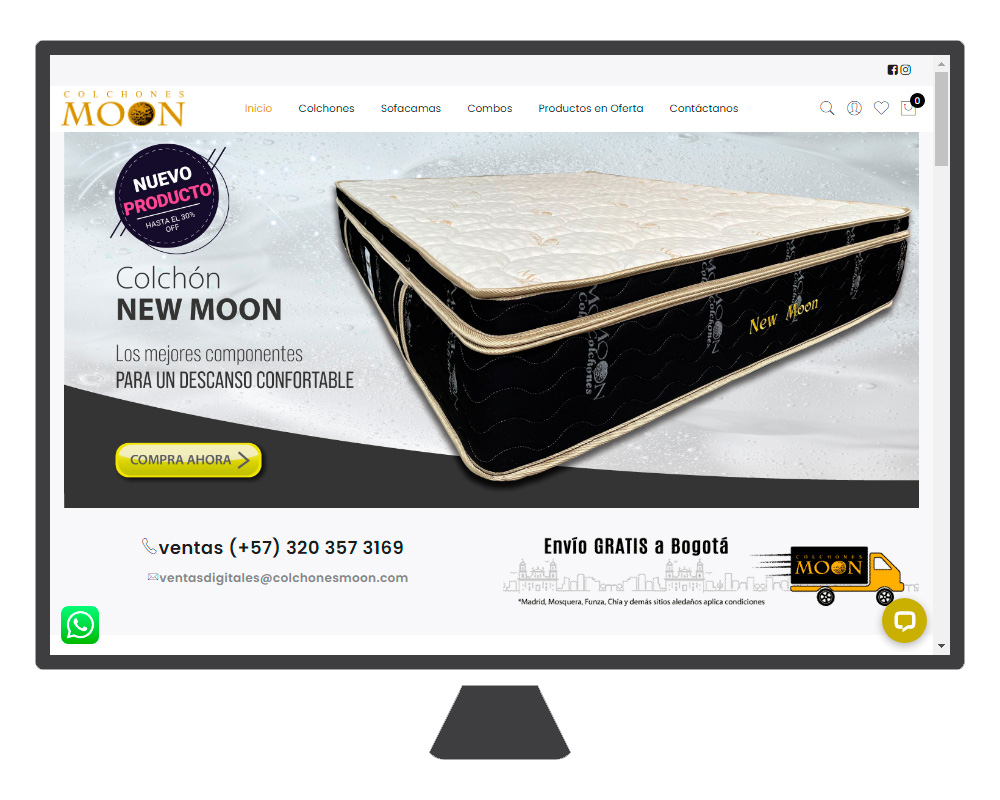 COLCHONES
MOON
Inicio Colchones Sofacamas Combos Productos en Oferta Contáctanos
0
NUEVO
PRODUCTO
HASTA EL 30%
OFF
Colchón
NEW MOON
Los mejores componentes
PARA UN DESCANSO CONFORTABLE
COMPRA AHORA
New Moon
MOON
Colchones
ventas (+57) 320 357 3169
ventasdigitales@colchonesmoon.com
Envío GRATIS a Bogotá
*Madrid, Mosquera, Funza, Chía y demás sitios aledaños aplica condiciones
COLCHONES
MOON